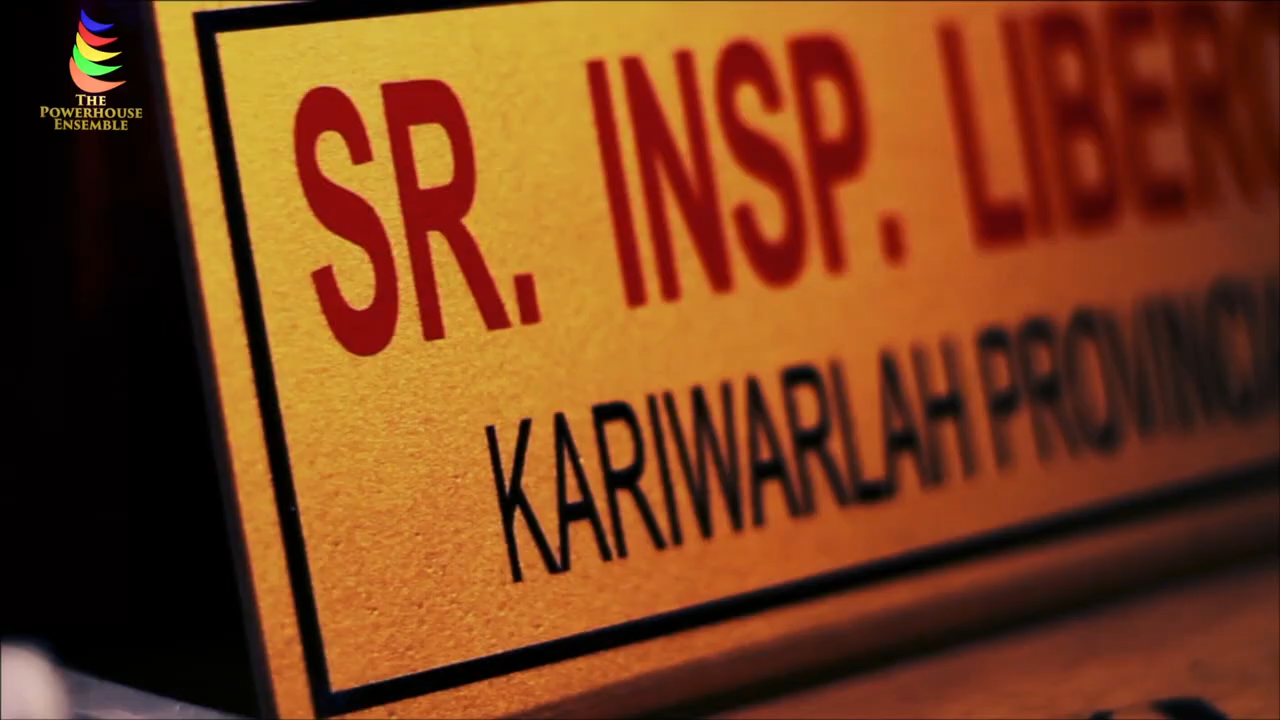 THE
POWERHOUSE
ENSEMBLE
SR. INSP.
KARIWARLAH